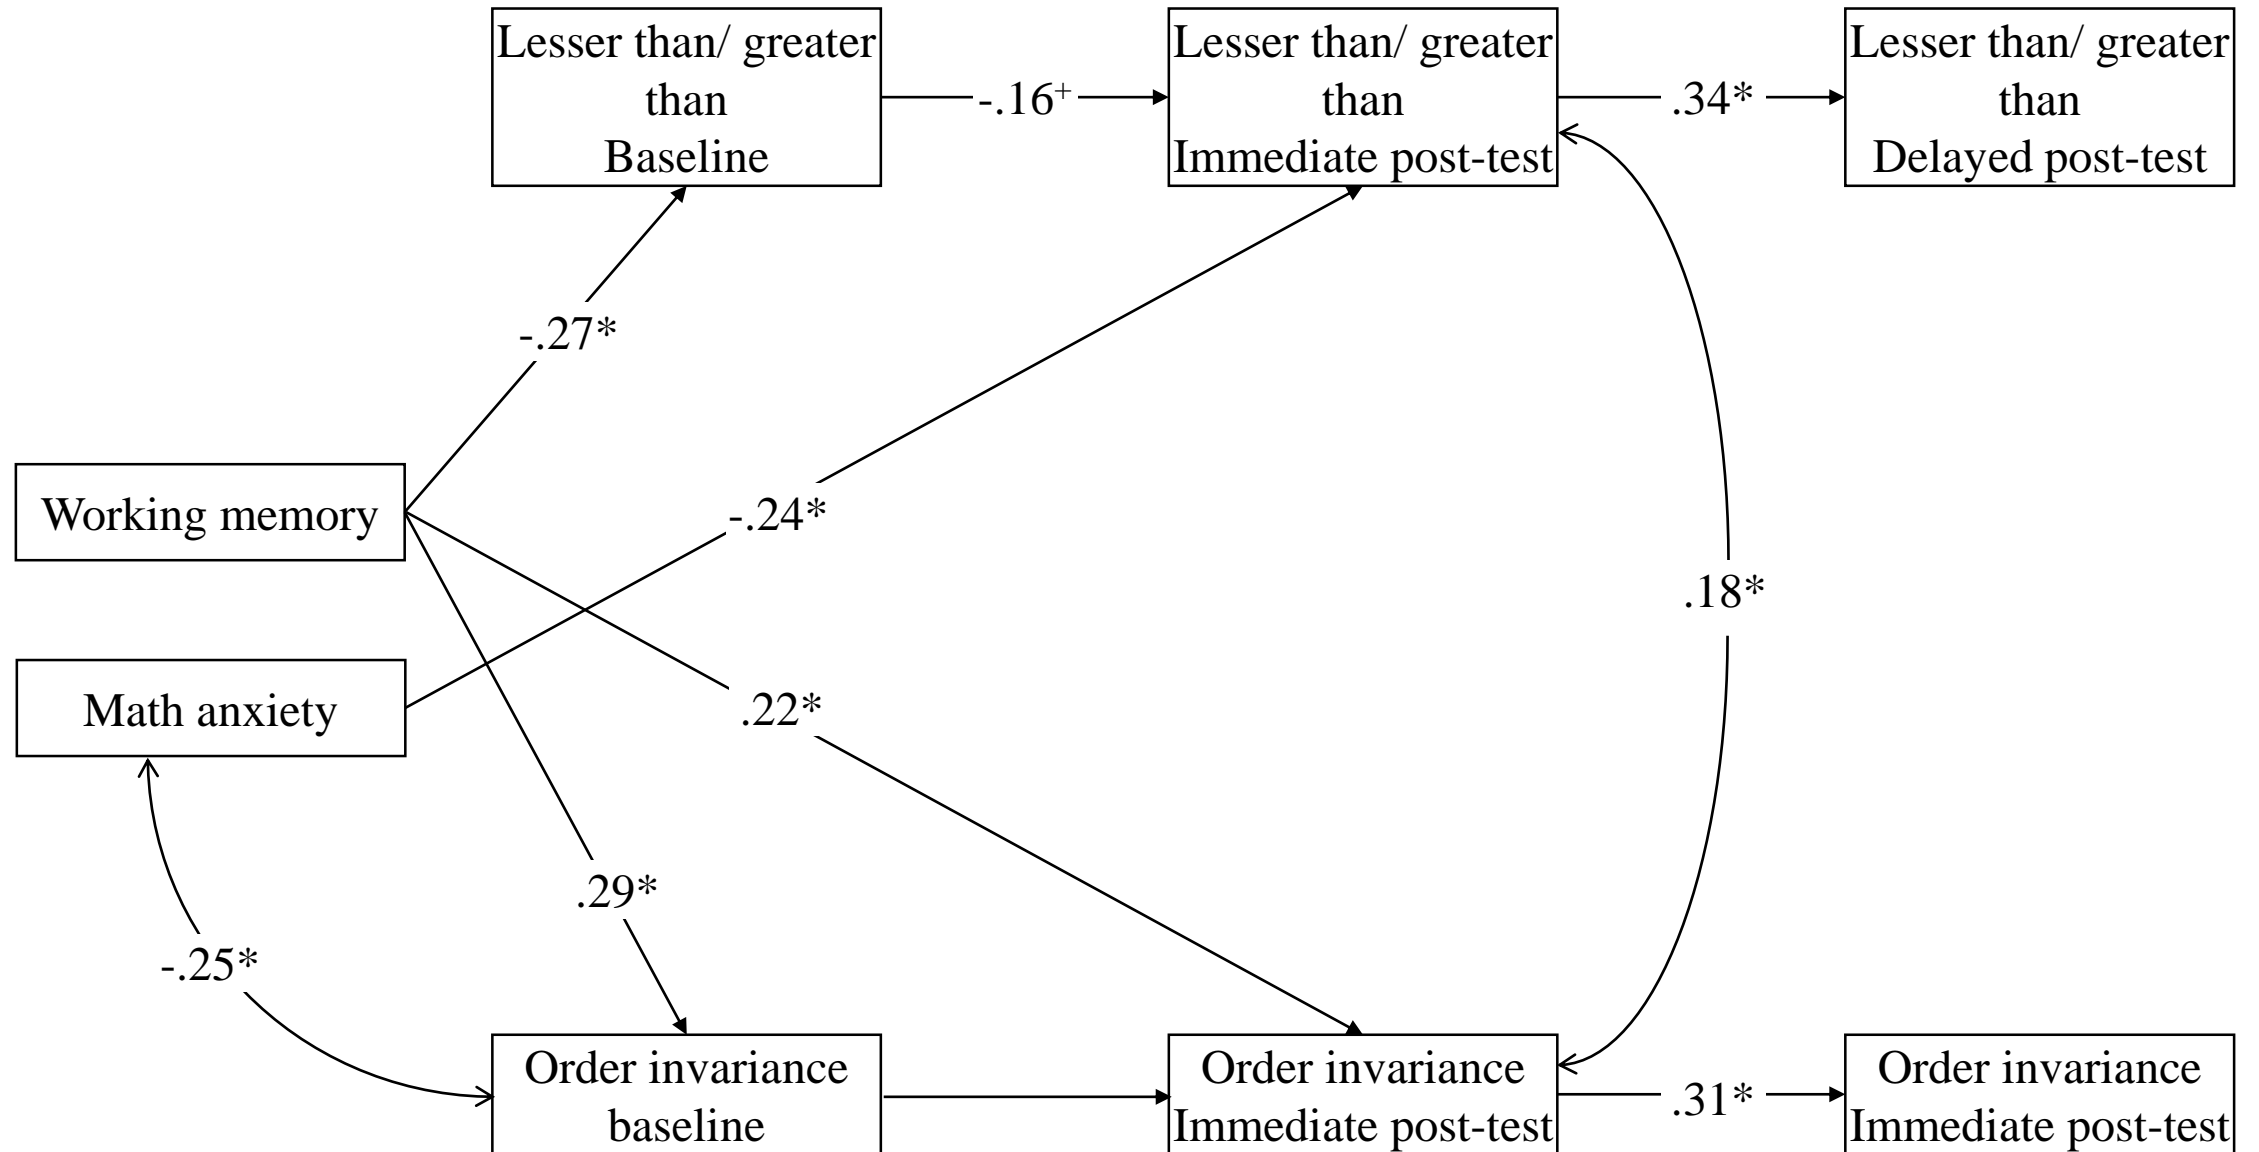 Lesser than/ greater
than
Baseline
-.16+
Lesser than/ greater
than
Immediate post-test
.34*
Lesser than/ greater
than
Delayed post-test
-.27*
Working memory
-.24*
.18*
Math anxiety
.22*
.29*
-.25*
Order invariance
baseline
Order invariance
Immediate post-test
.31*
Order invariance
Immediate post-test